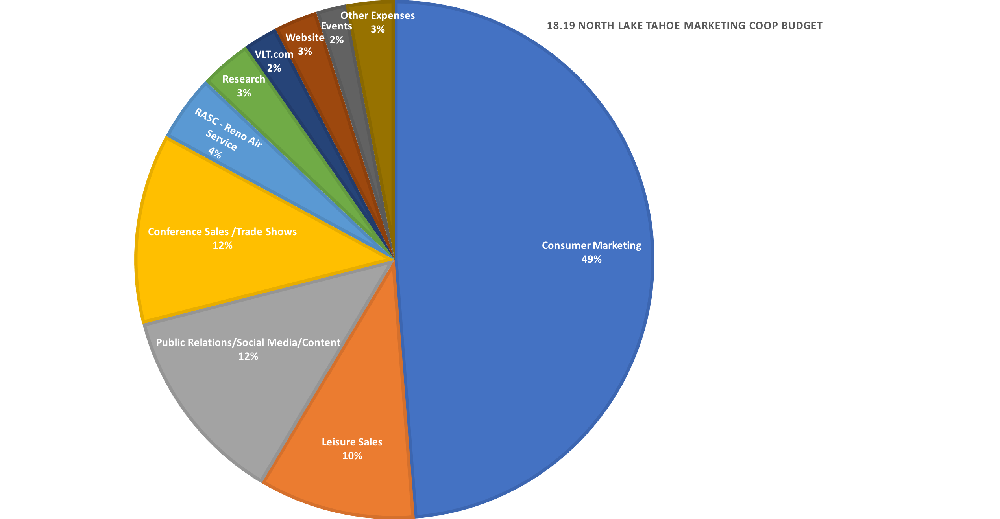 18.19 NORTH LAKE TAHOE MARKETING COOP BUDGET
Consumer Marketing
49%
Leisure Sales
10%
Public Relations/Social Media/Content
12%
Conference Sales /Trade Shows
12%
RASC - Reno Air
Service
4%
Research
3%
VLT.com
2%
Website
3%
Events
2%
Other Expenses
3%